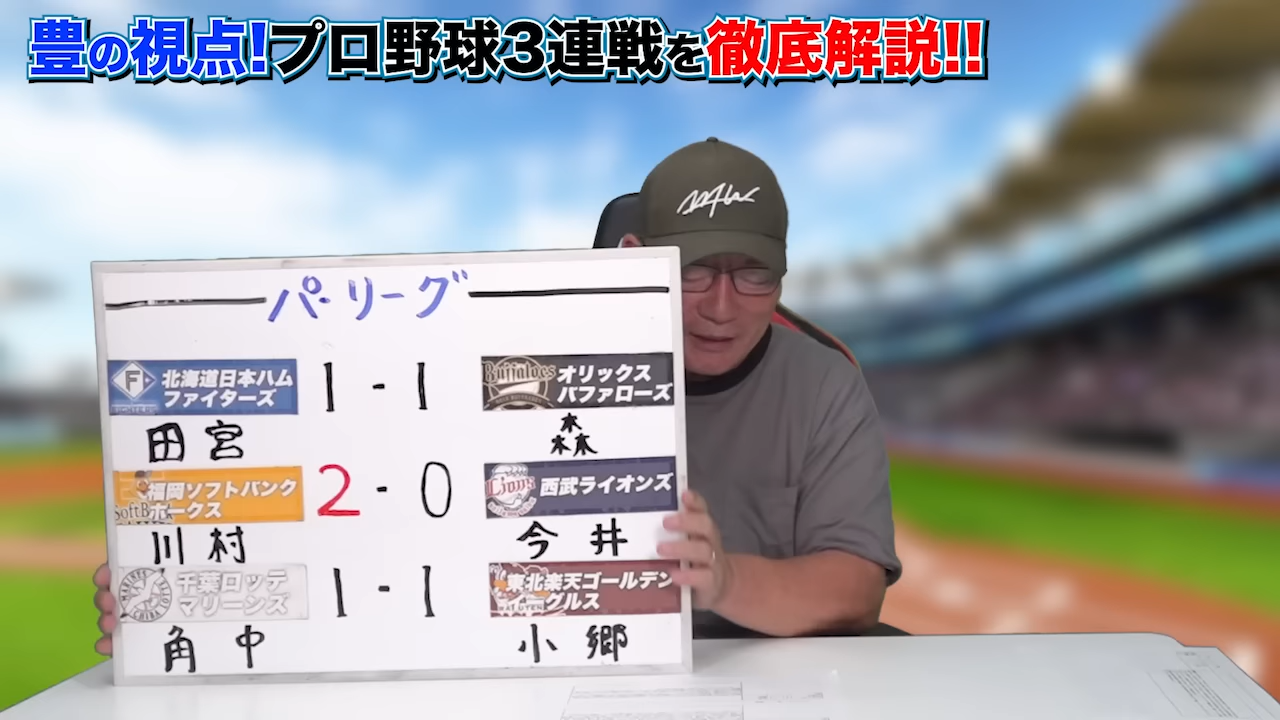 豊の視点!プロ野球3連戦を徹底解説!!
パ・リーグ
北海道日本ハム
ファイターズ
1 - 1
Buffaloes
オリックス
バファローズ
田宮
森
福岡ソフトバンク
ホークス
SoftB
2 - 0
Lions
西武ライオンズ
川村
今井
千葉ロッテ
マリーンズ
1 - 1
東北楽天ゴールデン
グルス
角中
小郷